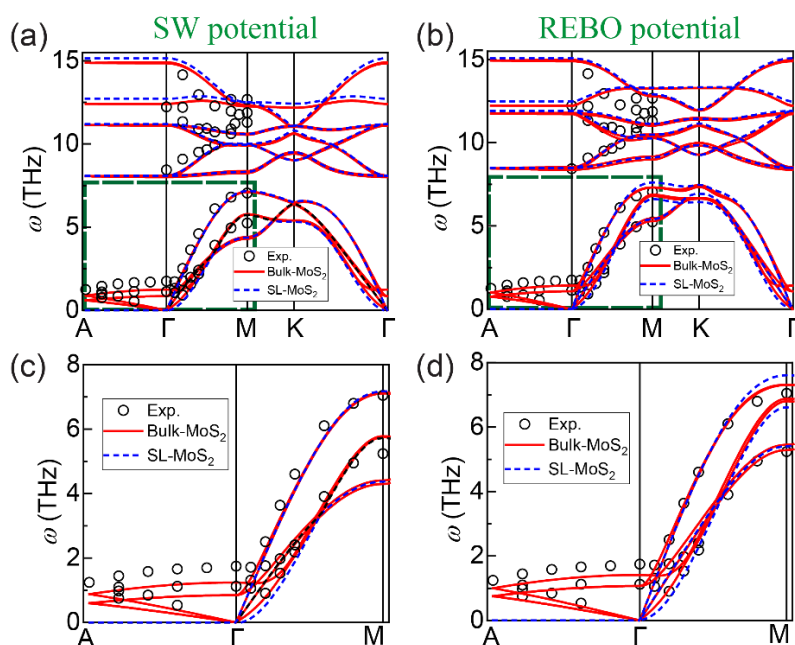 SW potential
REBO potential
(a)
(b)
ω (THz)
15
10
5
0
Exp.
Bulk-MoS₂
SL-MoS₂
A Γ M K Γ
ω (THz)
15
10
5
0
Exp.
Bulk-MoS₂
SL-MoS₂
A Γ M K Γ
(c)
(d)
ω (THz)
8
6
4
2
0
Exp.
Bulk-MoS₂
SL-MoS₂
A Γ M
ω (THz)
8
6
4
2
0
Exp.
Bulk-MoS₂
SL-MoS₂
A Γ M